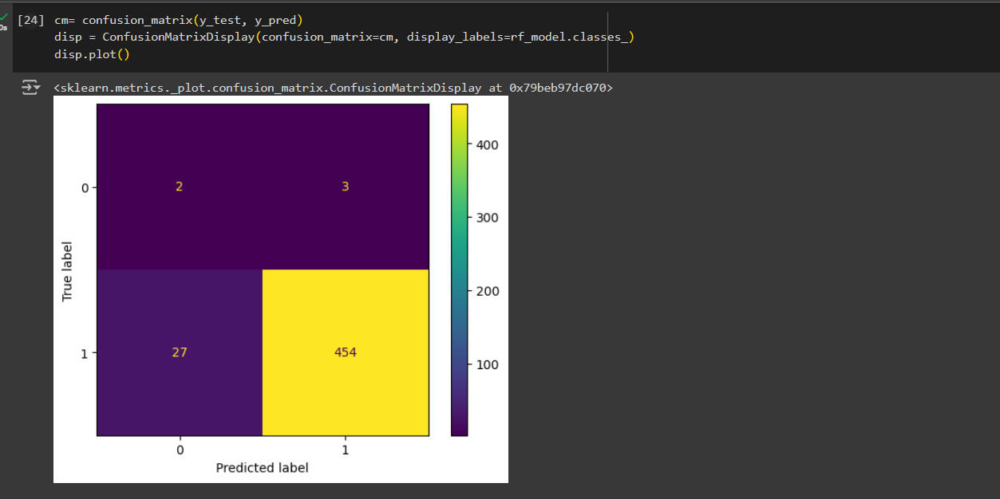 [24] cm= confusion_matrix(y_test, y_pred)
disp = ConfusionMatrixDisplay(confusion_matrix=cm, display_labels=rf_model.classes_)
disp.plot()
0s
<sklearn.metrics._plot.confusion_matrix.ConfusionMatrixDisplay at 0x79beb97dc070>
400
2 3
0
300
True label
200
27 454
1
100
0 1
Predicted label